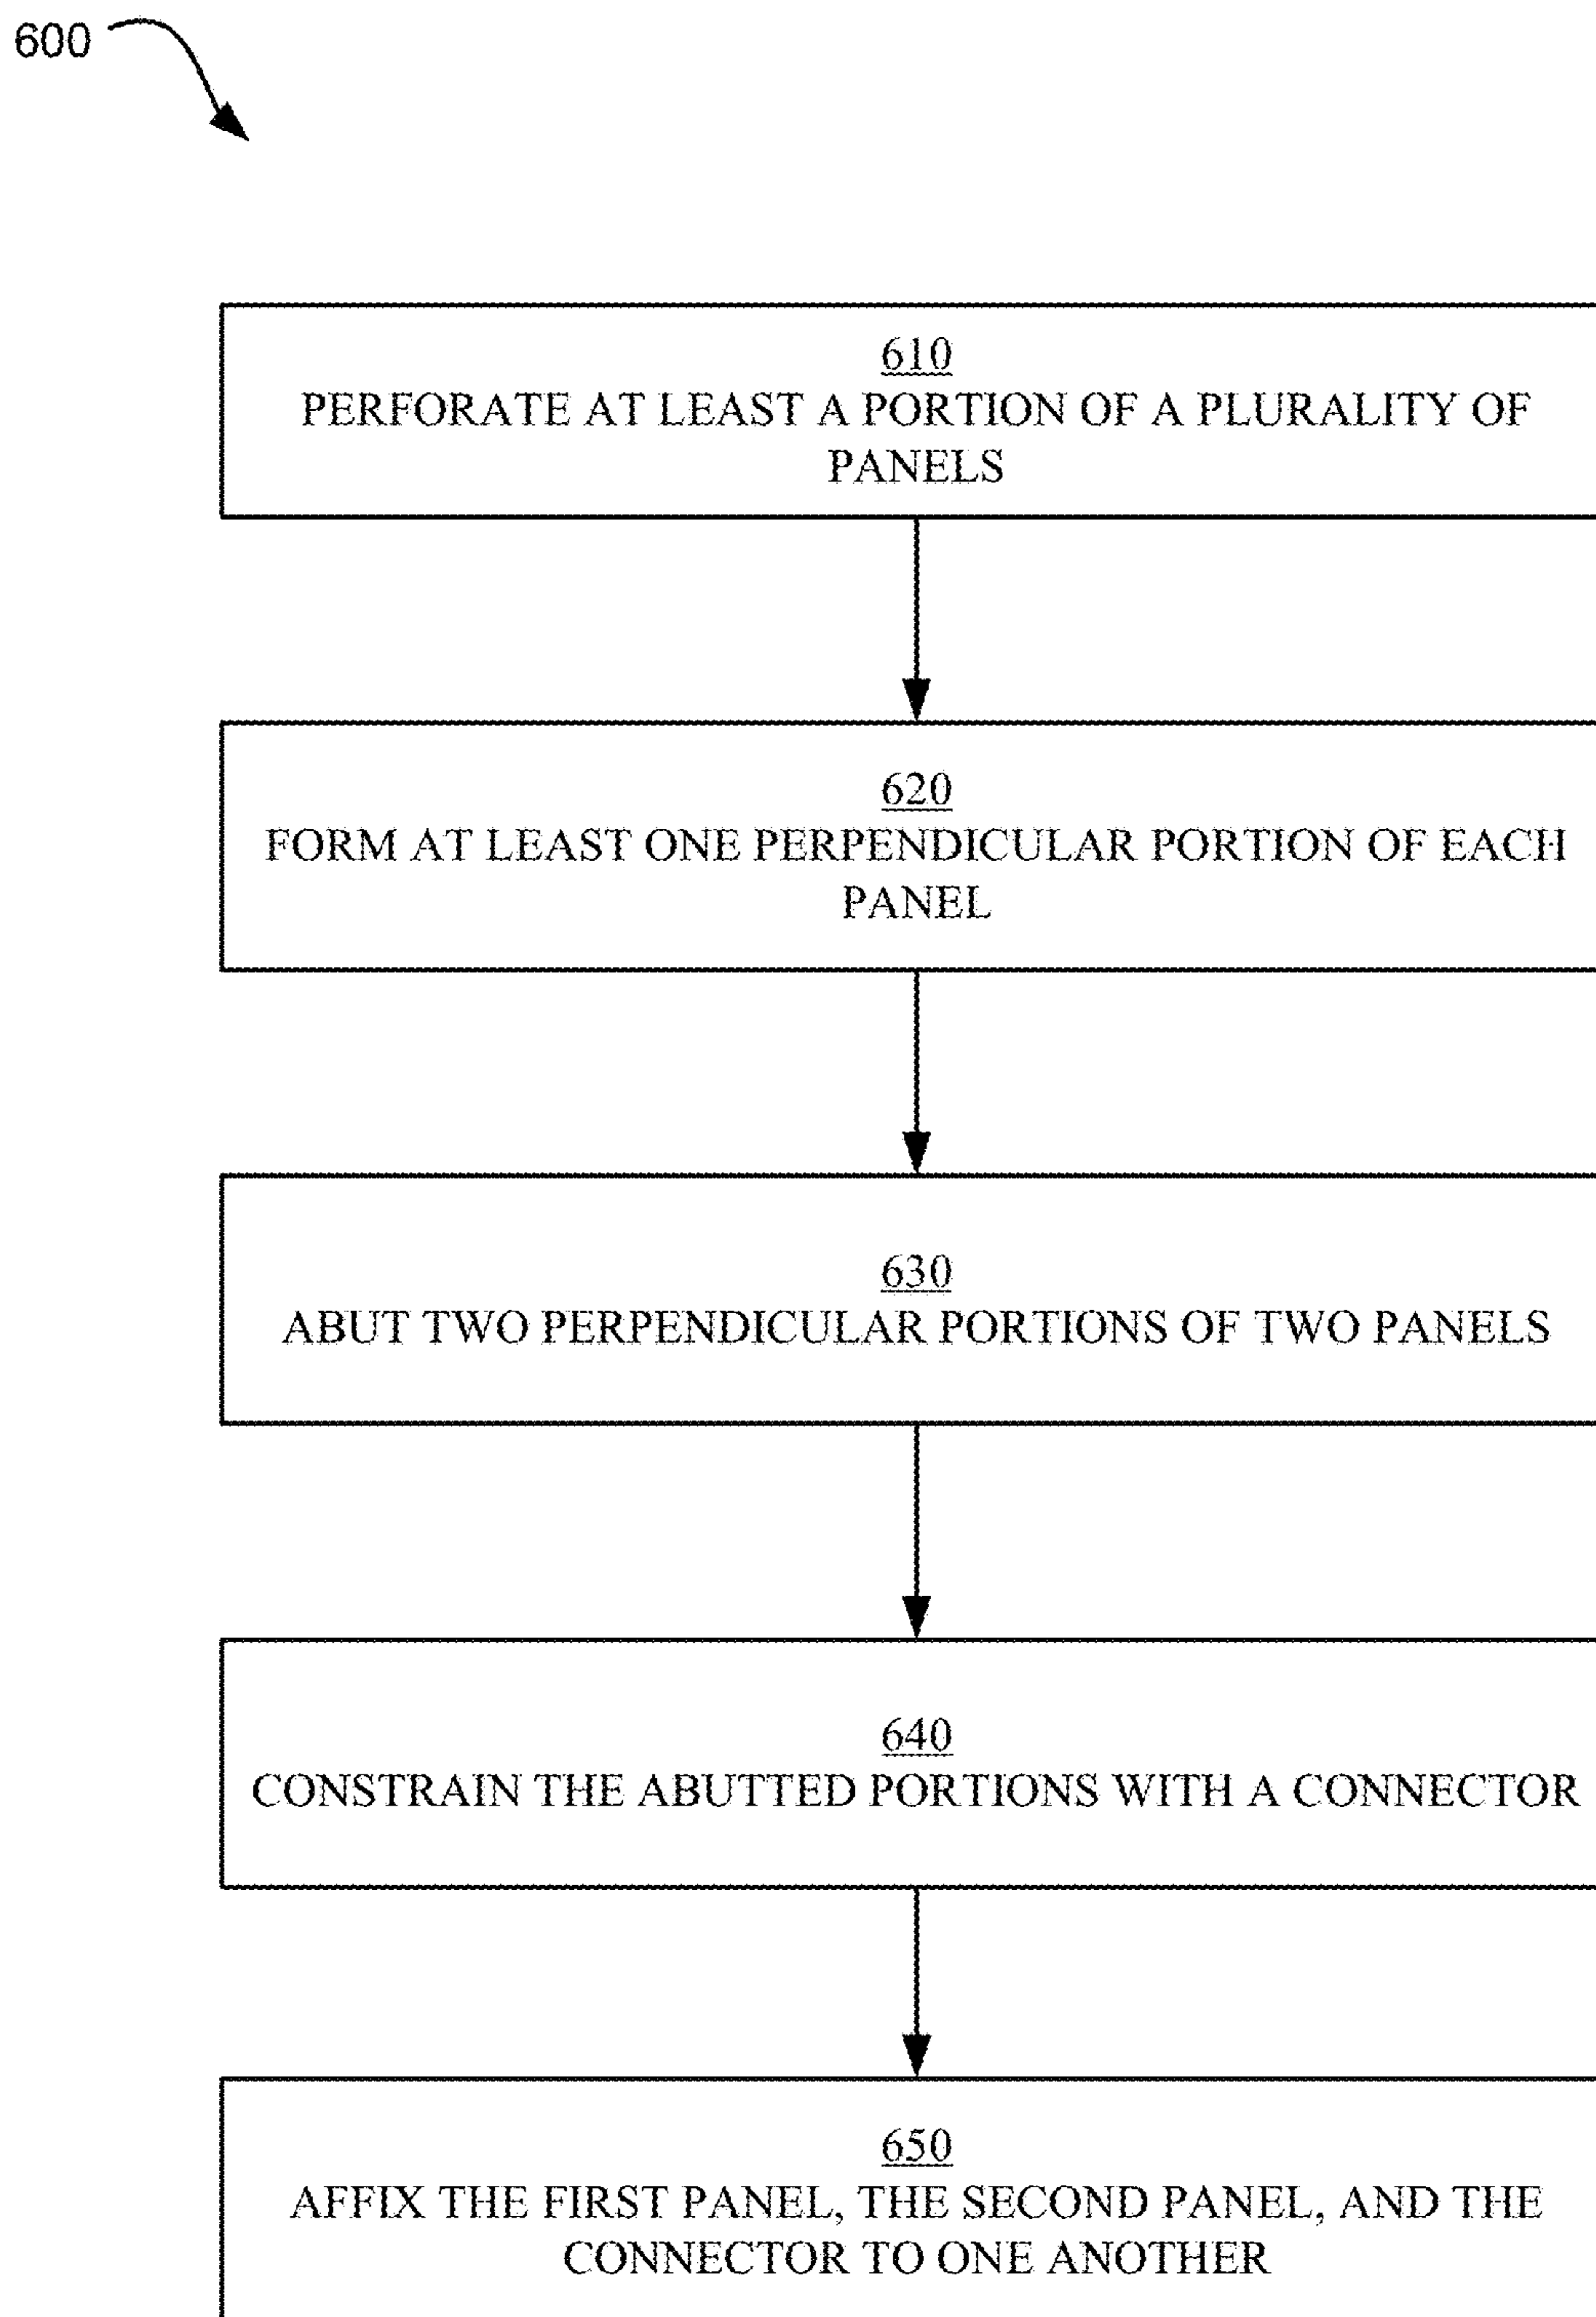 600
610
PERFORATE AT LEAST A PORTION OF A PLURALITY OF
PANELS
620
FORM AT LEAST ONE PERPENDICULAR PORTION OF EACH
PANEL
630
ABUT TWO PERPENDICULAR PORTIONS OF TWO PANELS
640
CONSTRAIN THE ABUTTED PORTIONS WITH A CONNECTOR
650
AFFIX THE FIRST PANEL, THE SECOND PANEL, AND THE
CONNECTOR TO ONE ANOTHER